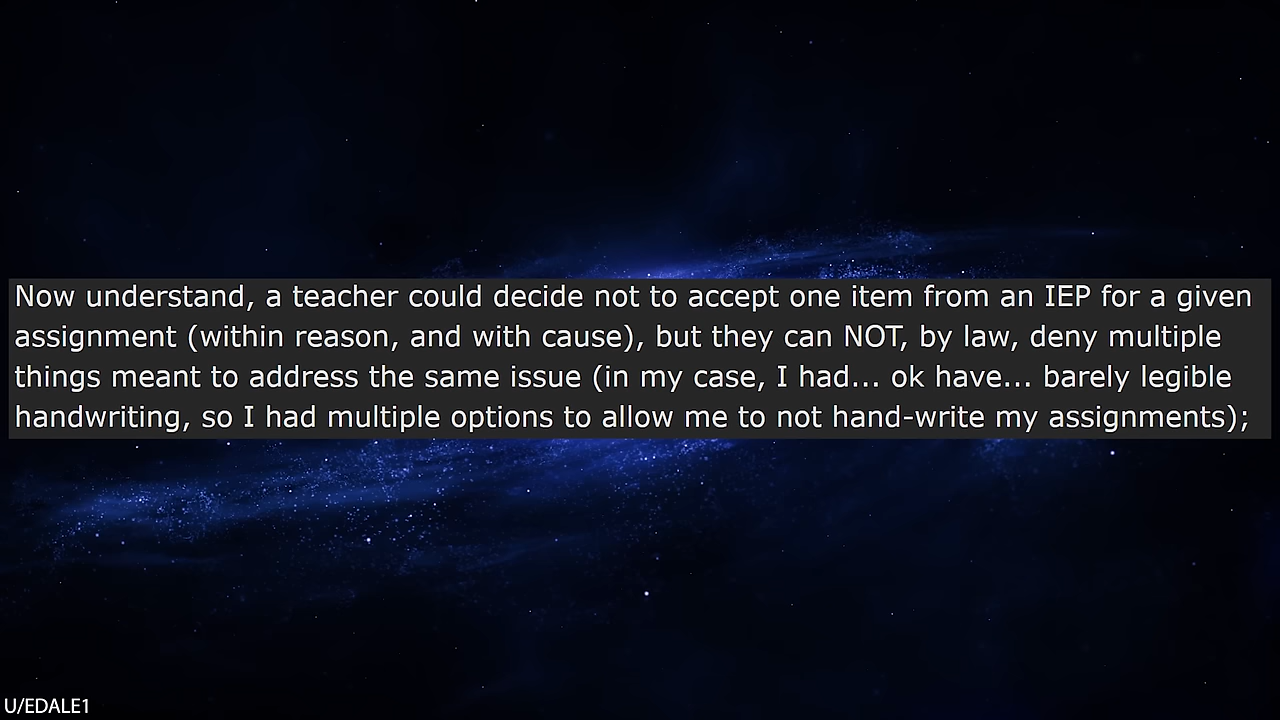 Now understand, a teacher could decide not to accept one item from an IEP for a given
assignment (within reason, and with cause), but they can NOT, by law, deny multiple
things meant to address the same issue (in my case, I had... ok have... barely legible
handwriting, so I had multiple options to allow me to not hand-write my assignments);
U/EDALE1